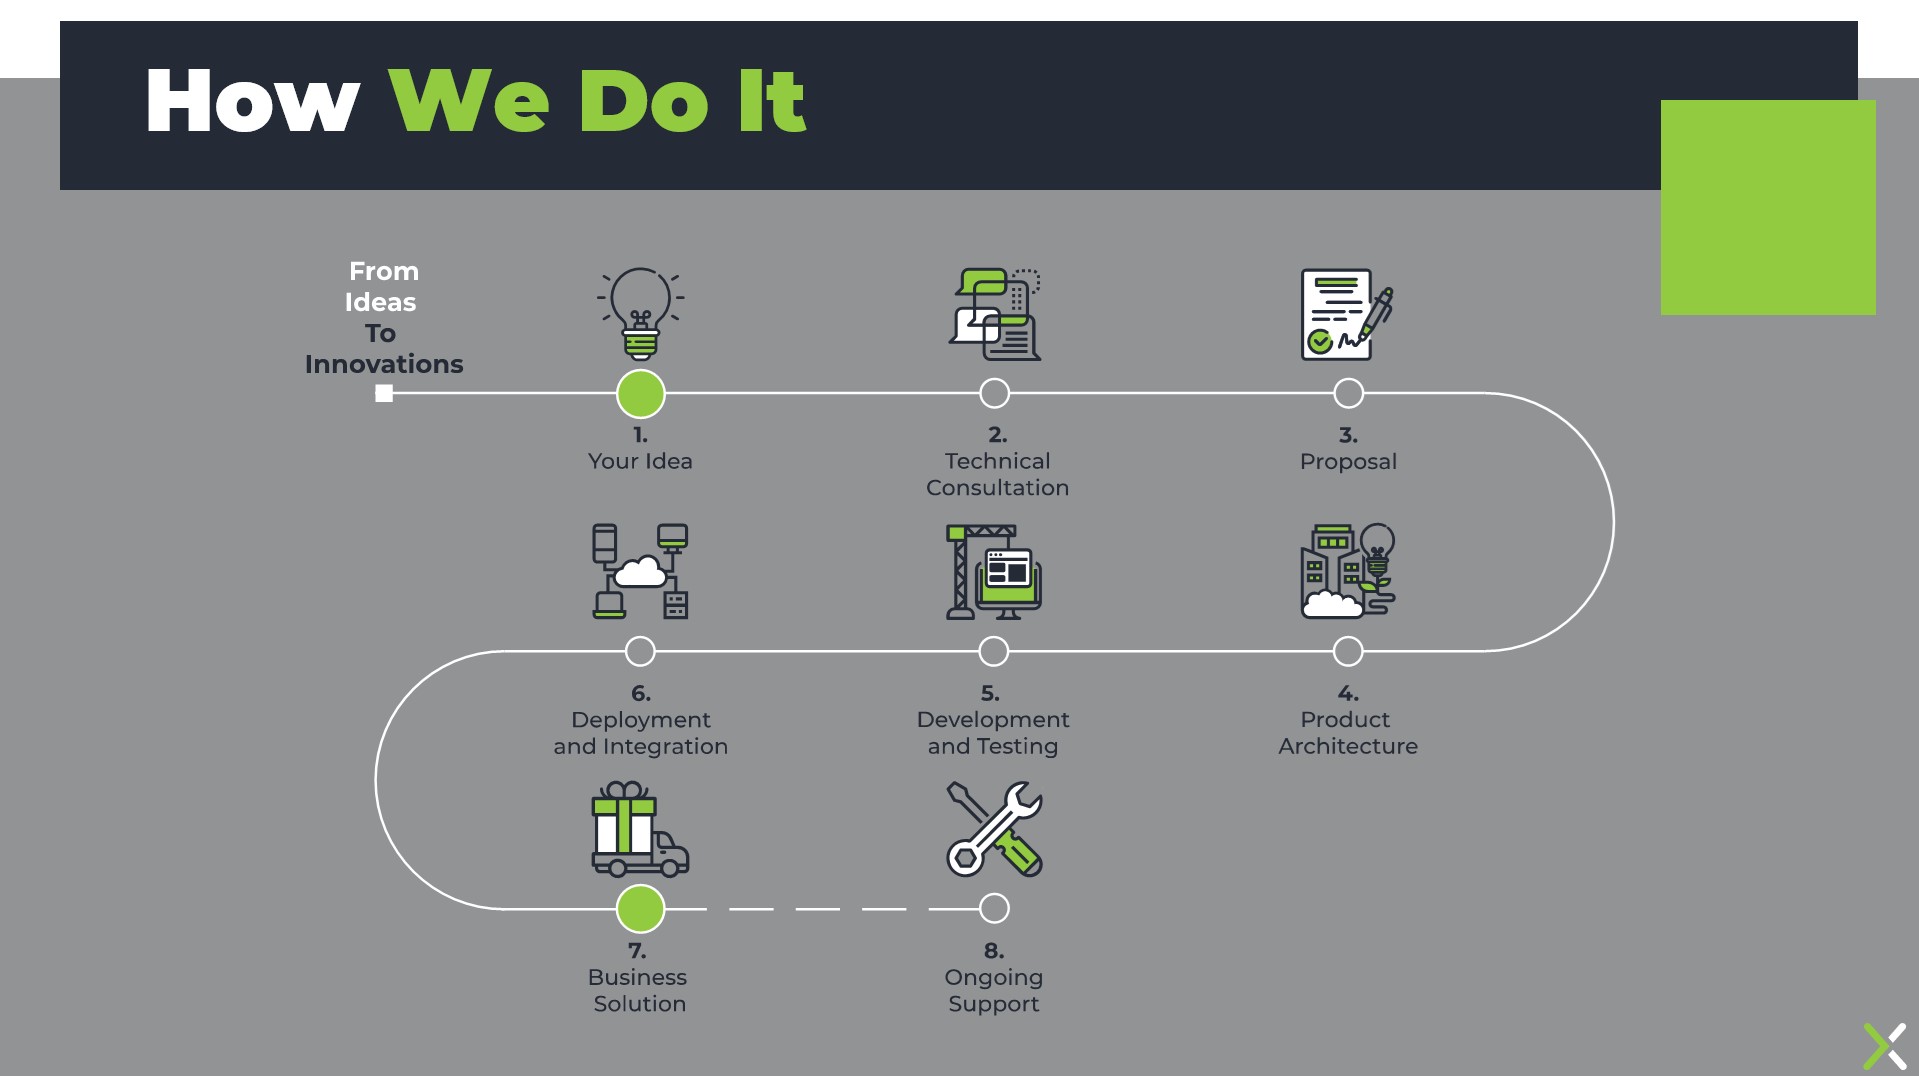 How We Do It
From
Ideas
To
Innovations
1.
Your Idea
2.
Technical
Consultation
3.
Proposal
4.
Product
Architecture
5.
Development
and Testing
6.
Deployment
and Integration
7.
Business
Solution
8.
Ongoing
Support